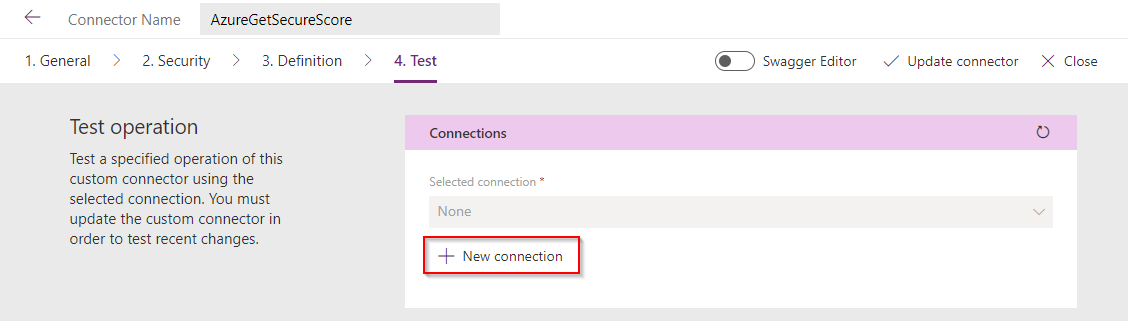 Connector Name AzureGetSecureScore
1. General 2. Security 3. Definition 4. Test Swagger Editor Update connector Close
Test operation
Test a specified operation of this
custom connector using the
selected connection. You must
update the custom connector in
order to test recent changes.
Connections
Selected connection *
None
New connection